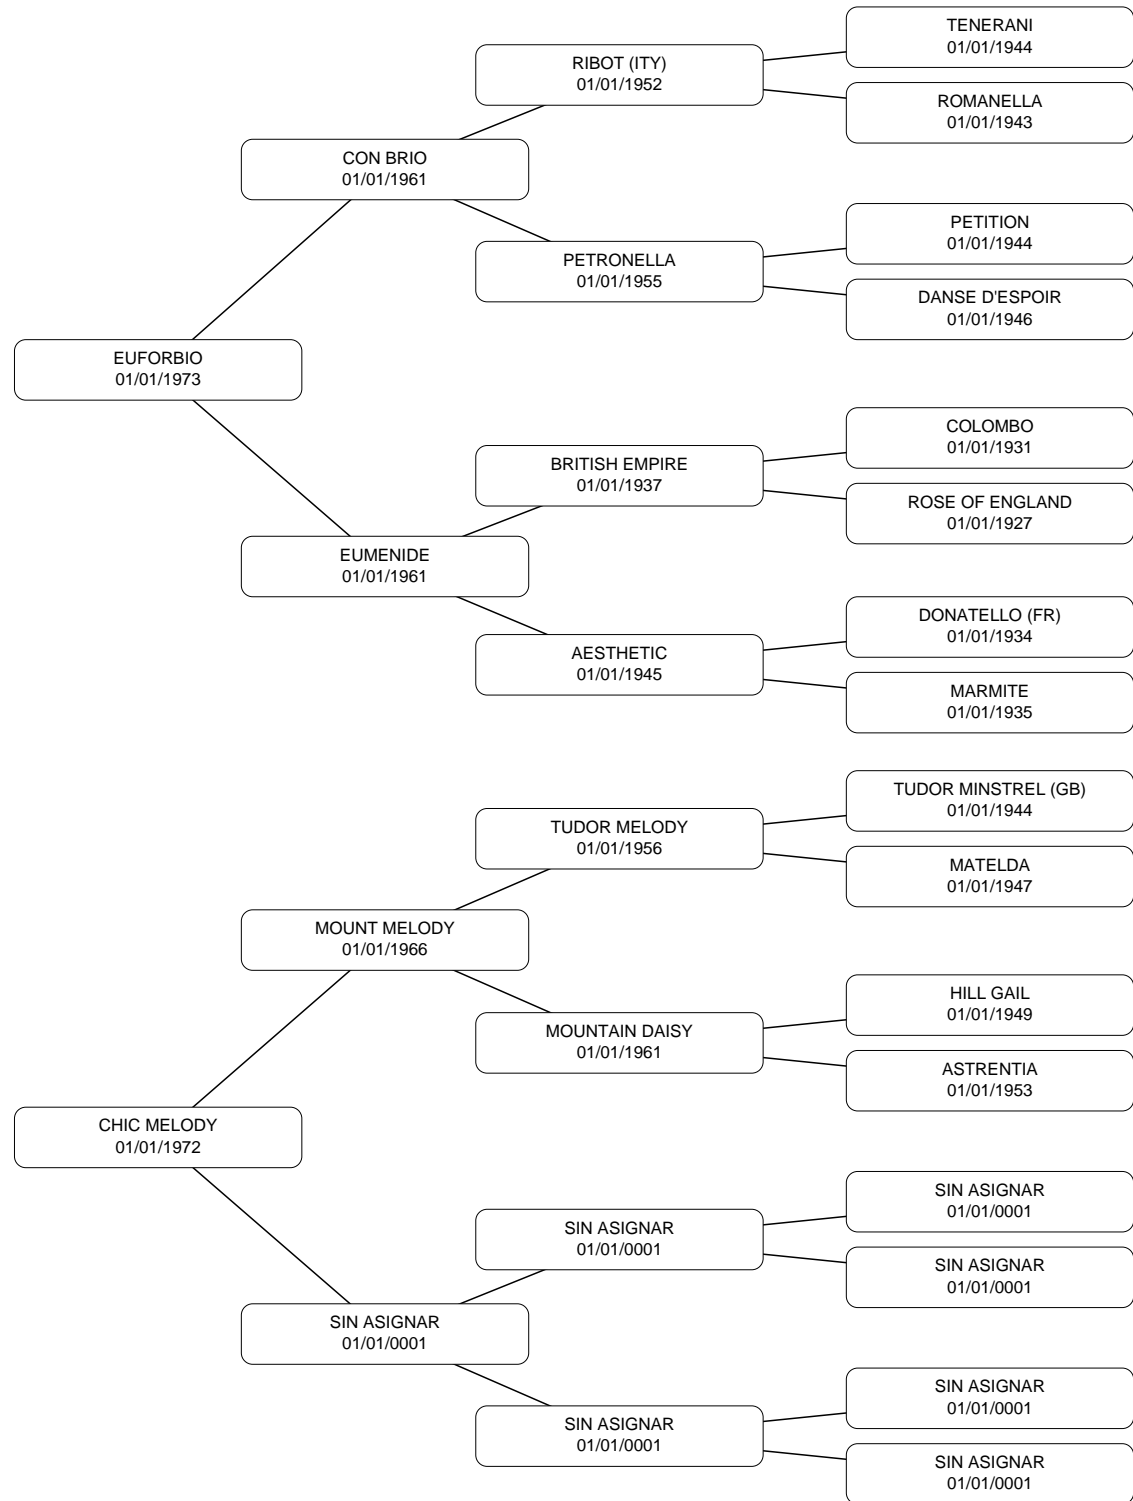 TENERANI
01/01/1944
RIBOT (ITY)
01/01/1952
ROMANELLA
01/01/1943
CON BRIO
01/01/1961
PETITION
01/01/1944
PETRONELLA
01/01/1955
DANSE D'ESPOIR
01/01/1946
EUFORBIO
01/01/1973
COLOMBO
01/01/1931
BRITISH EMPIRE
01/01/1937
ROSE OF ENGLAND
01/01/1927
EUMENIDE
01/01/1961
DONATELLO (FR)
01/01/1934
AESTHETIC
01/01/1945
MARMITE
01/01/1935
TUDOR MINSTREL (GB)
01/01/1944
TUDOR MELODY
01/01/1956
MATELDA
01/01/1947
MOUNT MELODY
01/01/1966
HILL GAIL
01/01/1949
MOUNTAIN DAISY
01/01/1961
ASTRENTIA
01/01/1953
CHIC MELODY
01/01/1972
SIN ASIGNAR
01/01/0001
SIN ASIGNAR
01/01/0001
SIN ASIGNAR
01/01/0001
SIN ASIGNAR
01/01/0001
SIN ASIGNAR
01/01/0001
SIN ASIGNAR
01/01/0001
SIN ASIGNAR
01/01/0001